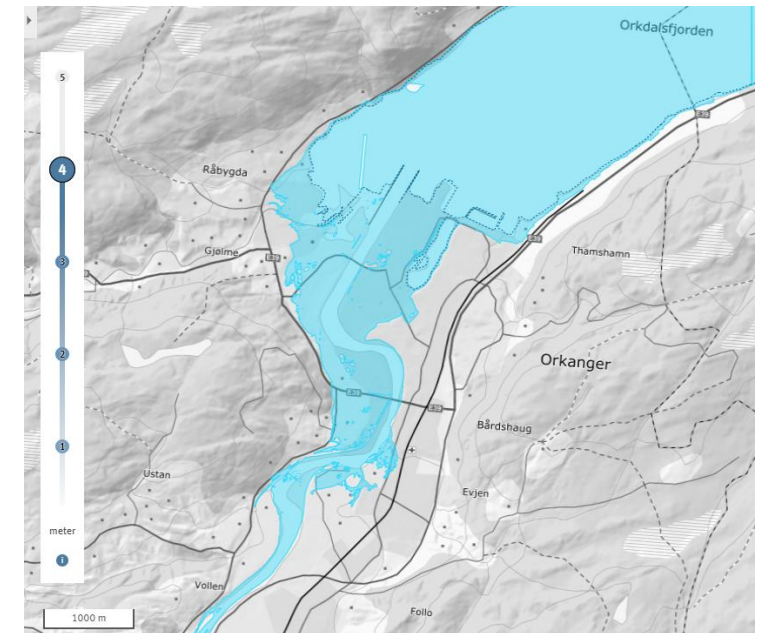 Orkdalsfjorden
5
4
Råbygda
3
Gjølme
Thamshamn
2
Orkanger
1
Bårdshaug
Ustan
Evjen
meter
i
Vollen
Follo
1000 m